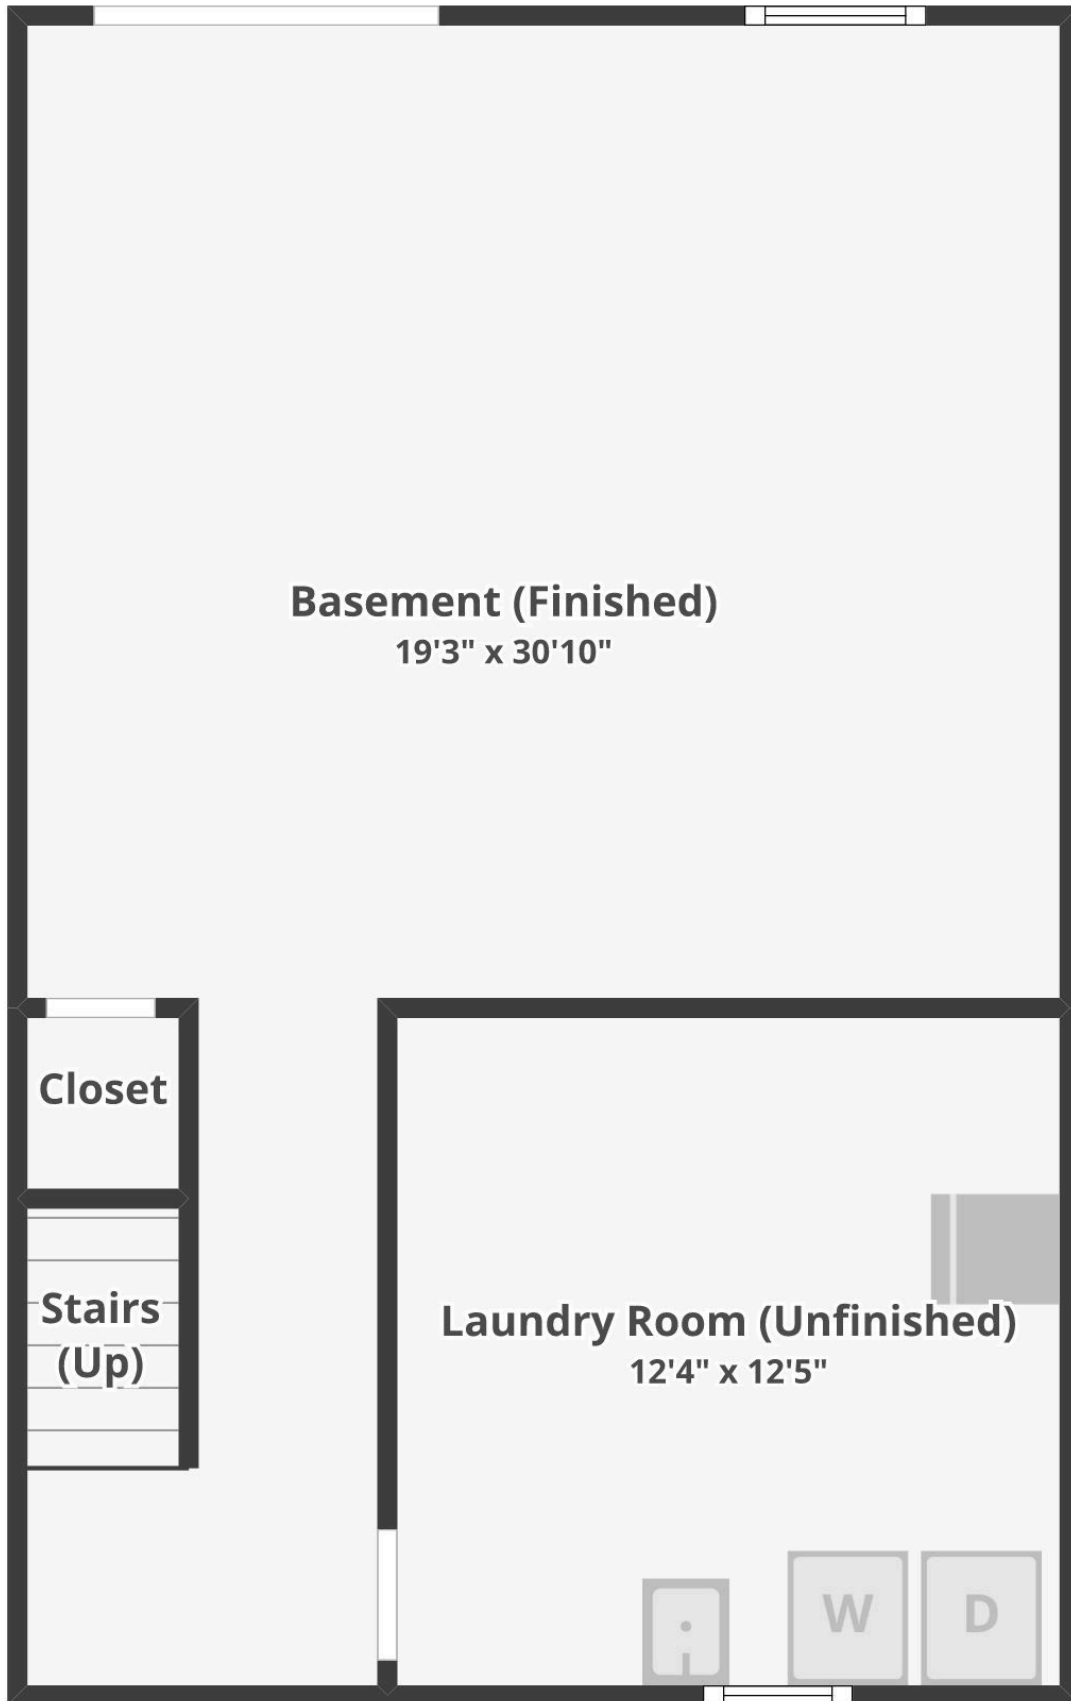 Basement (Finished)
19'3" x 30'10"
Closet
Stairs
(Up)
Laundry Room (Unfinished)
12'4" x 12'5"
W
D